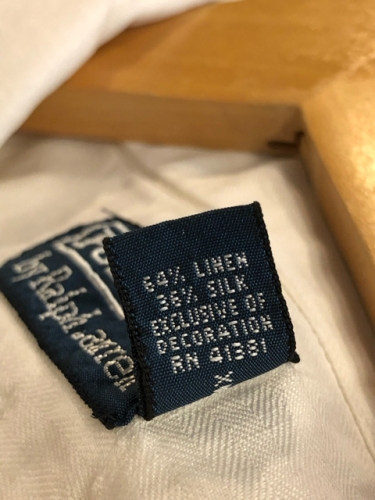 64% LINEN
36% SILK
EXCLUSIVE OF
DECORATION
RN 41381
X
by Ralph Lauren